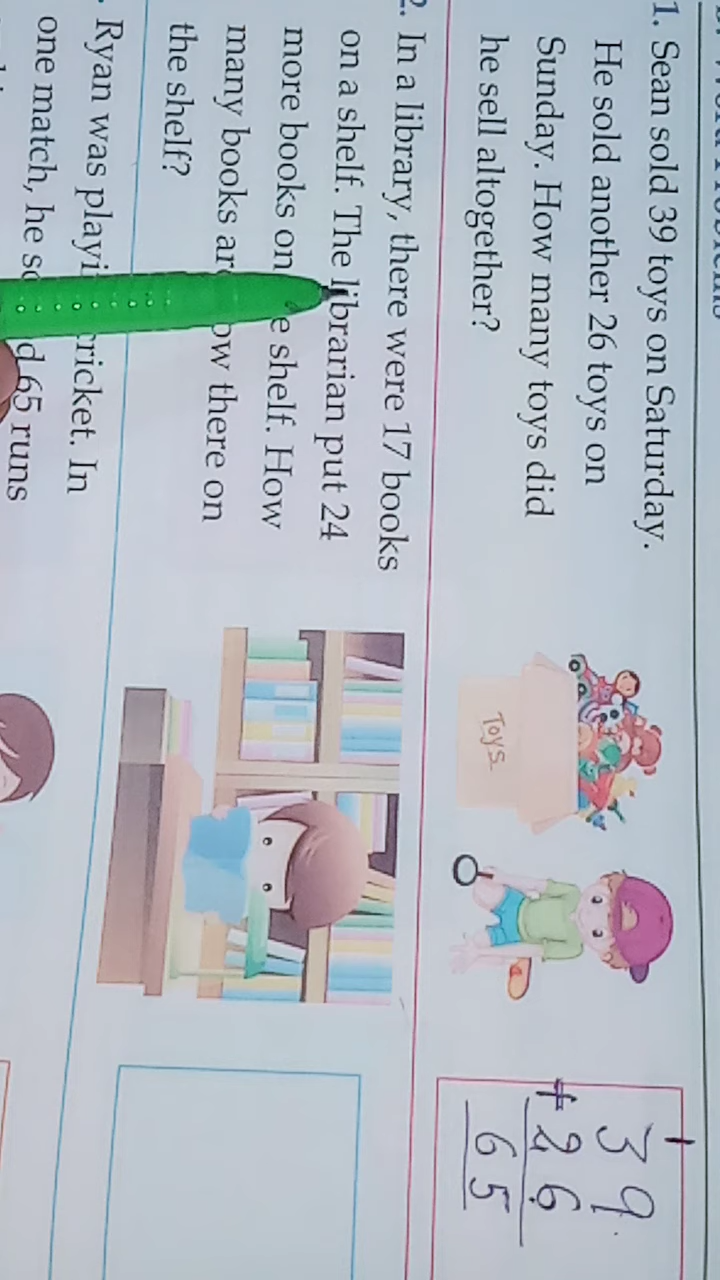 1. Sean sold 39 toys on Saturday.
He sold another 26 toys on
Sunday. How many toys did
he sell altogether?
Toys
1
39
+26
65
2. In a library, there were 17 books
on a shelf. The librarian put 24
more books on e shelf. How
many books ar ow there on
the shelf?
Ryan was playi cricket. In
one match, he sc d 65 runs